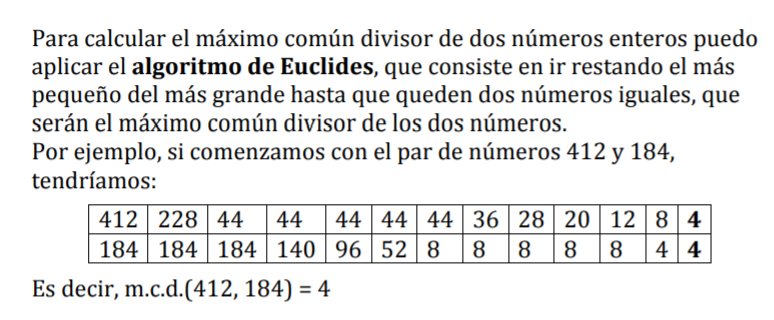 Para calcular el máximo común divisor de dos números enteros puedo
aplicar el algoritmo de Euclides, que consiste en ir restando el más
pequeño del más grande hasta que queden dos números iguales, que
serán el máximo común divisor de los dos números.
Por ejemplo, si comenzamos con el par de números 412 y 184,
tendríamos:
412 228 44 44 44 44 44 36 28 20 12 8 4
184 184 184 140 96 52 8 8 8 8 8 4 4
Es decir, m.c.d.(412, 184) = 4